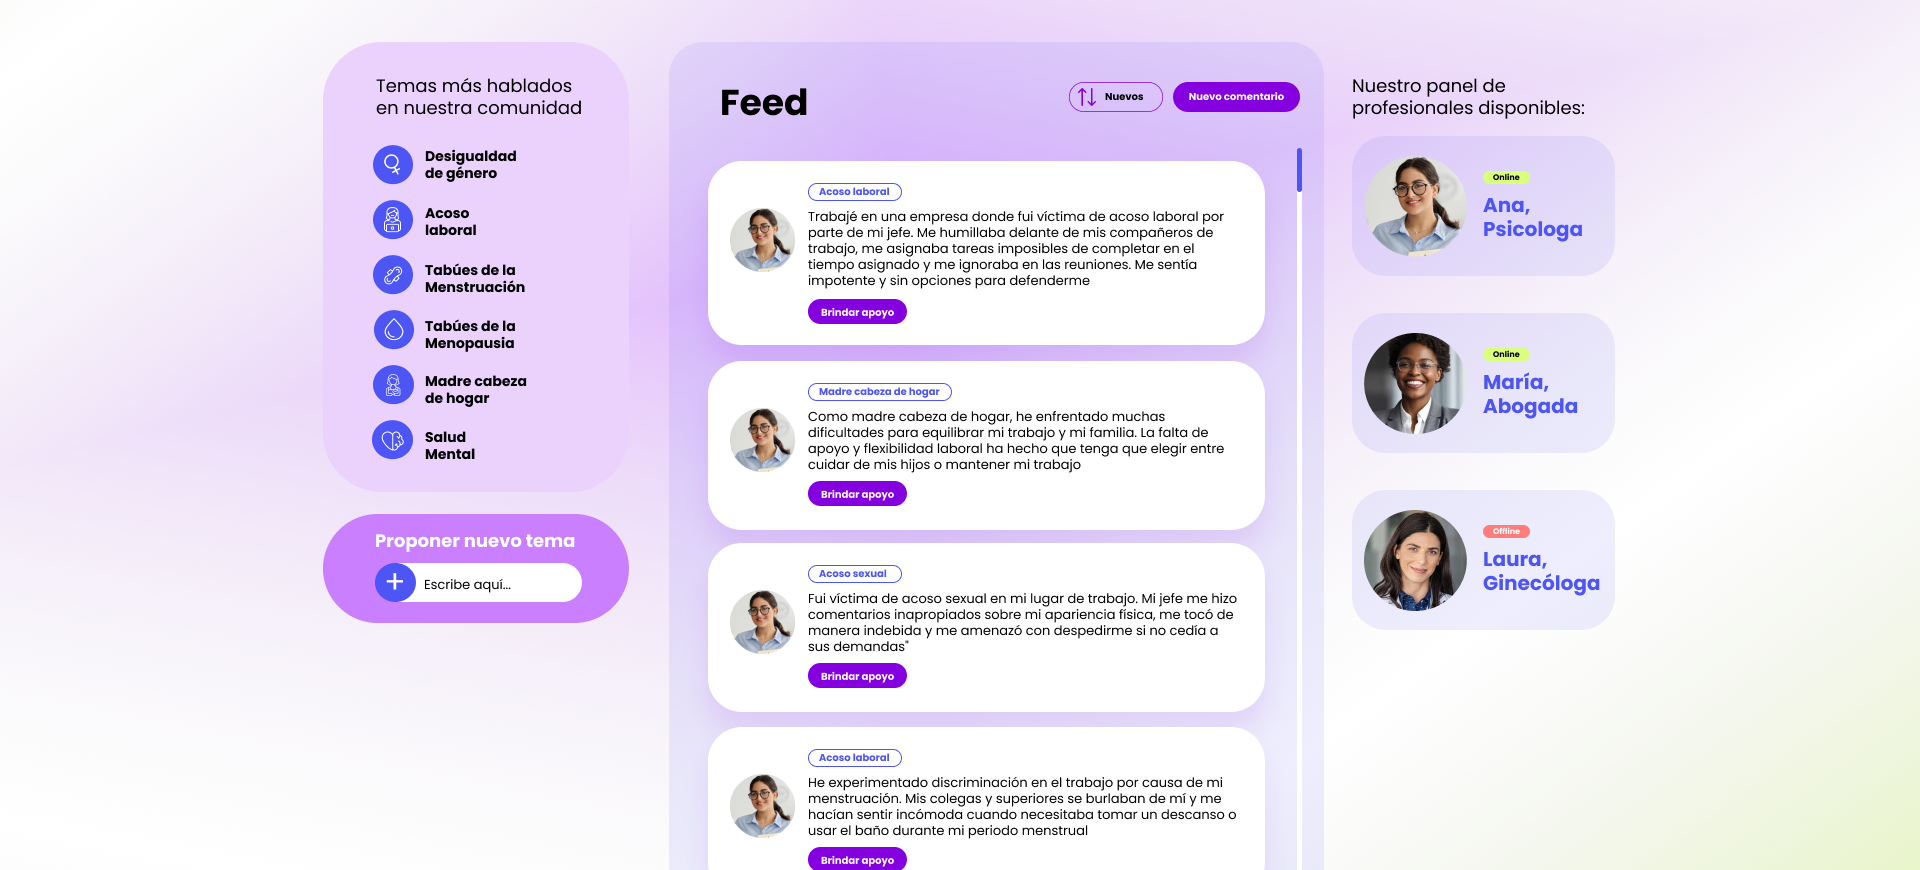 Temas más hablados
en nuestra comunidad
Desigualdad
de género
Acoso
laboral
Tabúes de la
Menstruación
Tabúes de la
Menopausia
Madre cabeza
de hogar
Salud
Mental
Proponer nuevo tema
+ Escribe aquí...
Feed
Nuevos
Nuevo comentario
Acoso laboral
Trabajé en una empresa donde fui víctima de acoso laboral por
parte de mi jefe. Me humillaba delante de mis compañeros de
trabajo, me asignaba tareas imposibles de completar en el
tiempo asignado y me ignoraba en las reuniones. Me sentía
impotente y sin opciones para defenderme
Brindar apoyo
Madre cabeza de hogar
Como madre cabeza de hogar, he enfrentado muchas
dificultades para equilibrar mi trabajo y mi familia. La falta de
apoyo y flexibilidad laboral ha hecho que tenga que elegir entre
cuidar de mis hijos o mantener mi trabajo
Brindar apoyo
Acoso sexual
Fui víctima de acoso sexual en mi lugar de trabajo. Mi jefe me hizo
comentarios inapropiados sobre mi apariencia física, me tocó de
manera indebida y me amenazó con despedirme si no cedía a
sus demandas"
Brindar apoyo
Acoso laboral
He experimentado discriminación en el trabajo por causa de mi
menstruación. Mis colegas y superiores se burlaban de mí y me
hacían sentir incómoda cuando necesitaba tomar un descanso o
usar el baño durante mi periodo menstrual
Brindar apoyo
Nuestro panel de
profesionales disponibles:
Online
Ana,
Psicologa
Online
María,
Abogada
Offline
Laura,
Ginecóloga